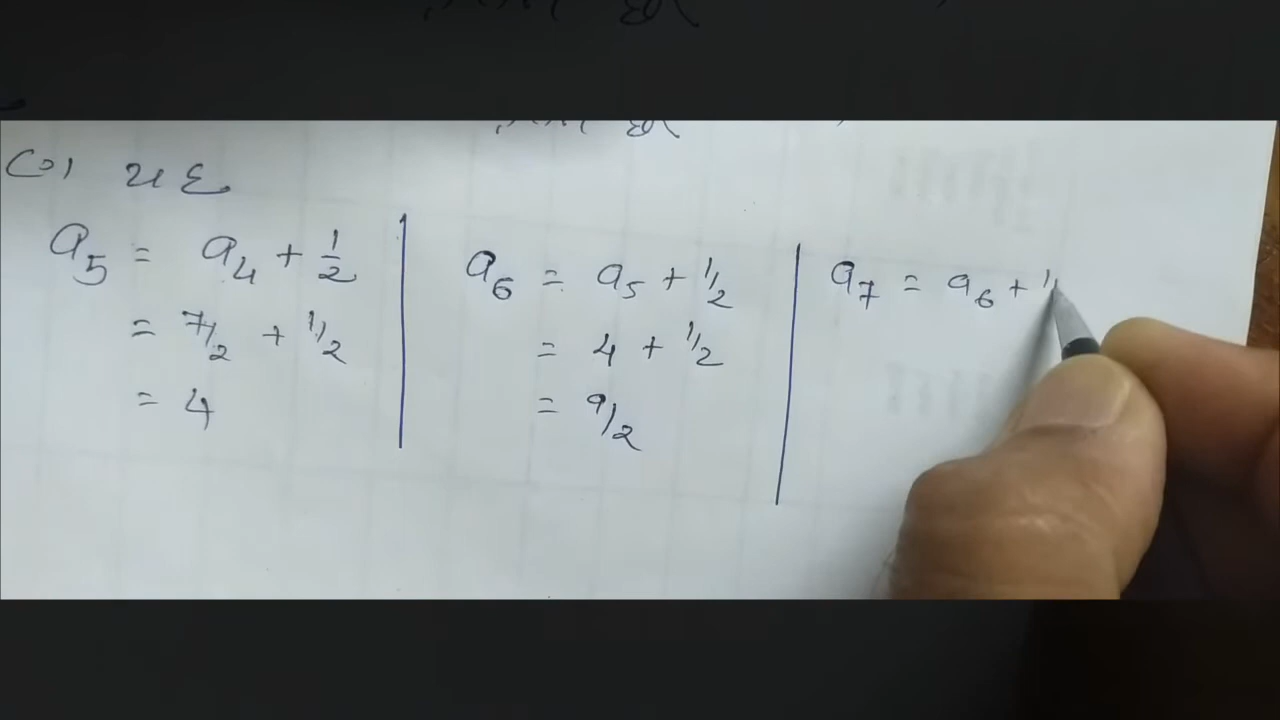 a₅ = a₄ + 1/2
= 7/2 + 1/2
= 4
a₆ = a₅ + 1/2
= 4 + 1/2
= 9/2
a₇ = a₆ + 1/